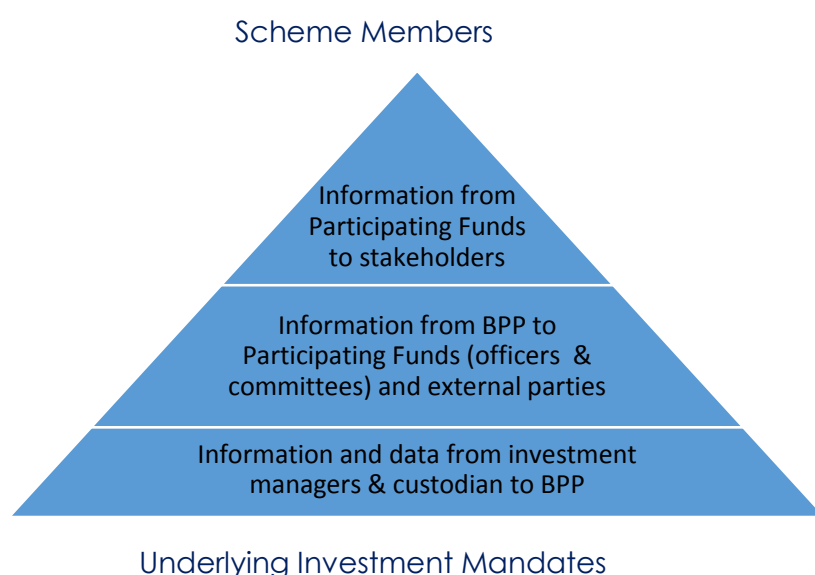 Scheme Members
Information from
Participating Funds
to stakeholders
Information from BPP to
Participating Funds (officers &
committees) and external parties
Information and data from investment
managers & custodian to BPP
Underlying Investment Mandates